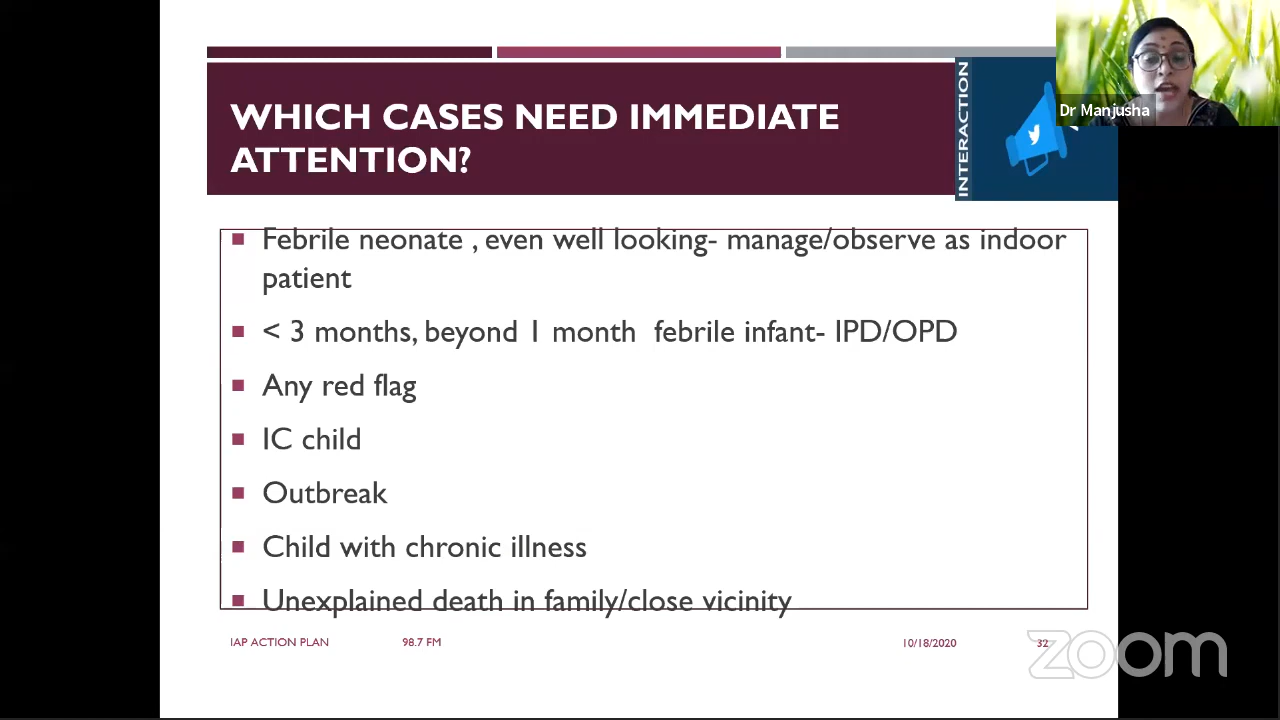 WHICH CASES NEED IMMEDIATE
ATTENTION?
INTERACTION
Dr Manjusha
Febrile neonate , even well looking- manage/observe as indoor
patient
< 3 months, beyond 1 month febrile infant- IPD/OPD
Any red flag
IC child
Outbreak
Child with chronic illness
Unexplained death in family/close vicinity
IAP ACTION PLAN
98.7 FM
10/18/2020
32
zoom